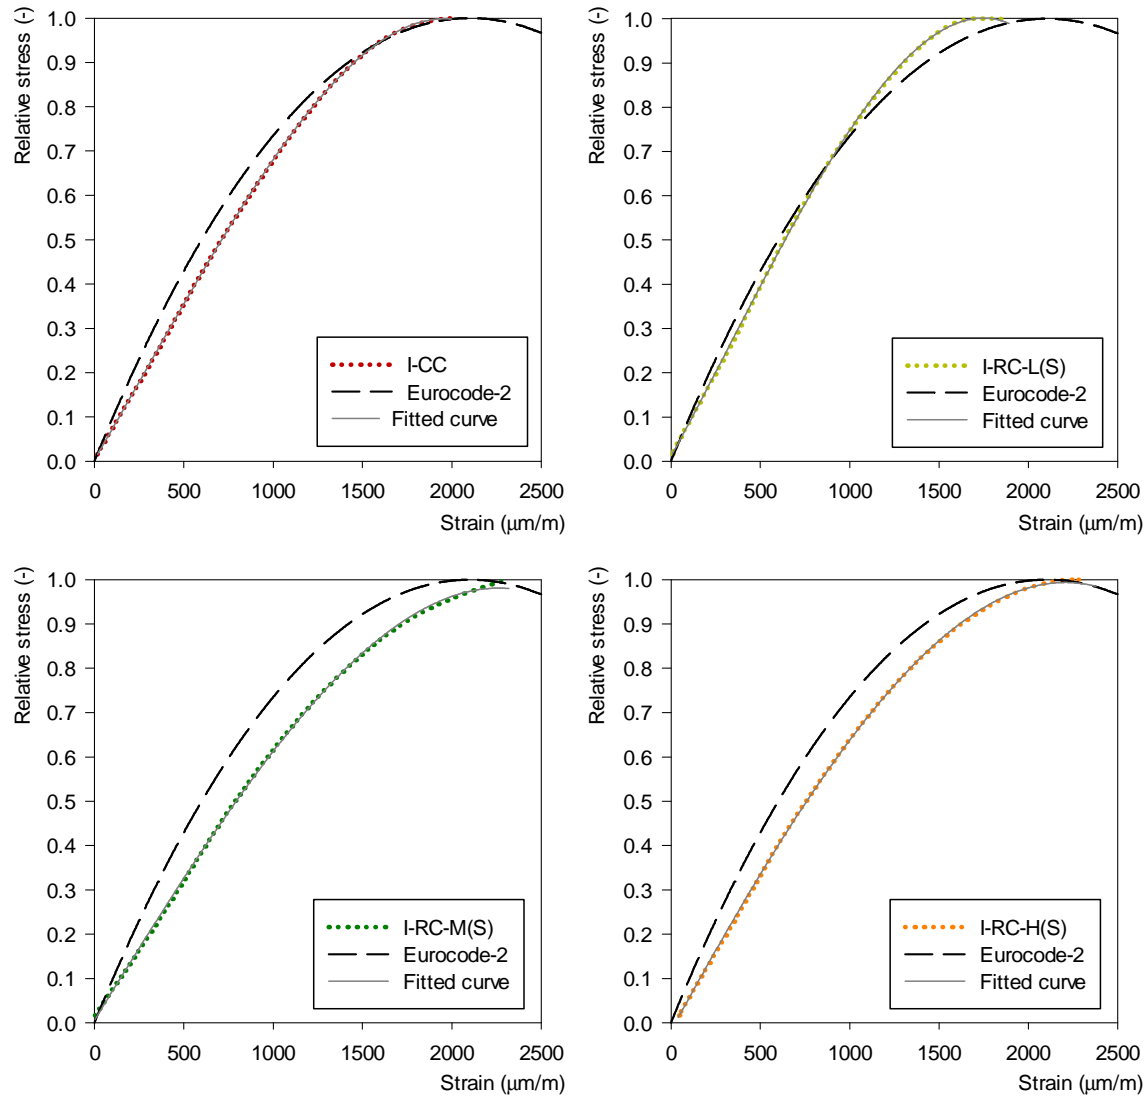 Relative stress (-)
1.0
0.9
0.8
0.7
0.6
0.5
0.4
0.3
0.2
0.1
0.0
I-CC
Eurocode-2
Fitted curve
0 500 1000 1500 2000 2500
Strain (µm/m)
Relative stress (-)
1.0
0.9
0.8
0.7
0.6
0.5
0.4
0.3
0.2
0.1
0.0
I-RC-L(S)
Eurocode-2
Fitted curve
0 500 1000 1500 2000 2500
Strain (µm/m)
Relative stress (-)
1.0
0.9
0.8
0.7
0.6
0.5
0.4
0.3
0.2
0.1
0.0
I-RC-M(S)
Eurocode-2
Fitted curve
0 500 1000 1500 2000 2500
Strain (µm/m)
Relative stress (-)
1.0
0.9
0.8
0.7
0.6
0.5
0.4
0.3
0.2
0.1
0.0
I-RC-H(S)
Eurocode-2
Fitted curve
0 500 1000 1500 2000 2500
Strain (µm/m)